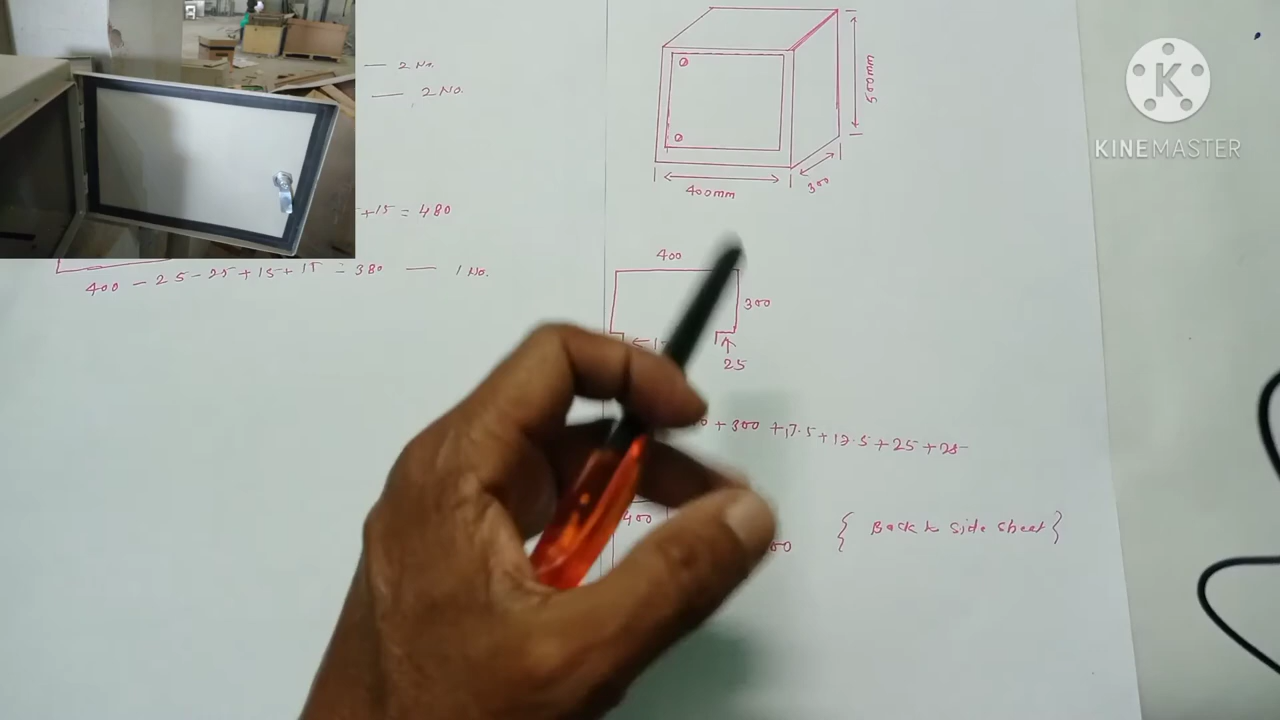 — 2 No.
— 2 No.
+15 = 480
400 - 25 - 25 + 15 + 15 = 380 — 1 No.
500mm
400mm
300
400
300
25
+ 300 + 17.5 + 17.5 + 25 + 25
400
{ Back & Side sheet }
K
KINEMASTER